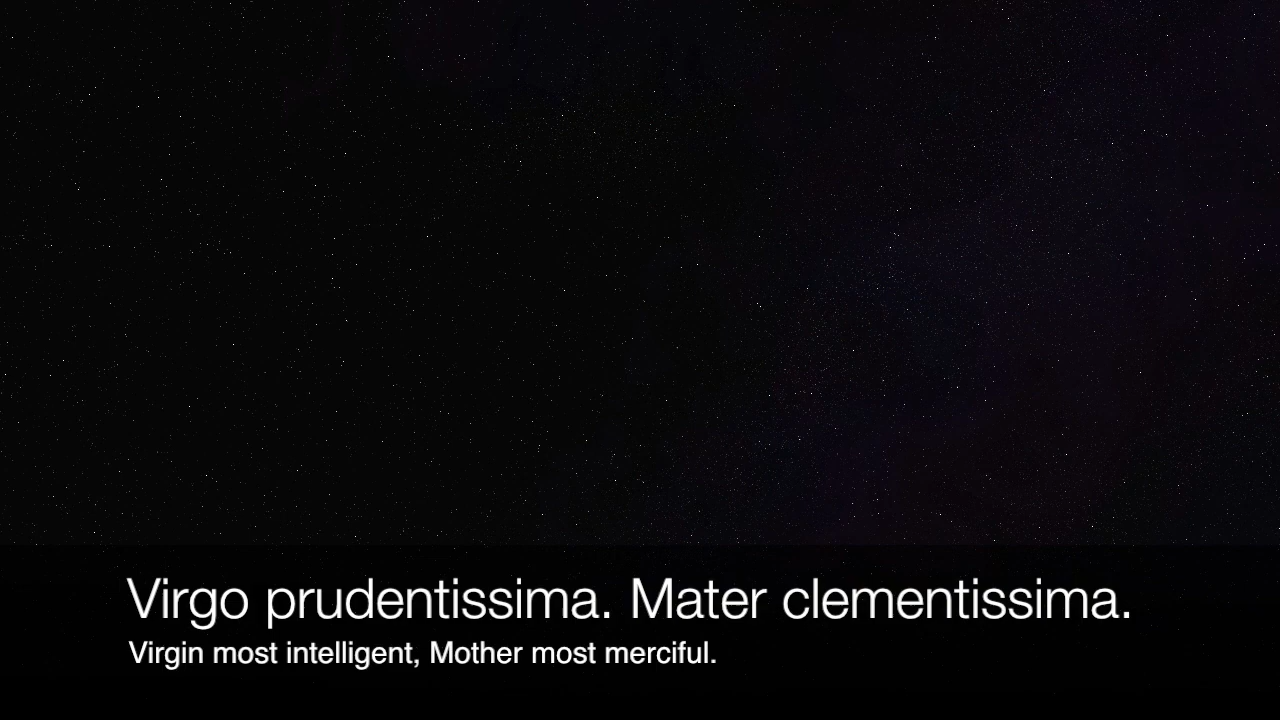 Virgo prudentissima. Mater clementissima.
Virgin most intelligent, Mother most merciful.